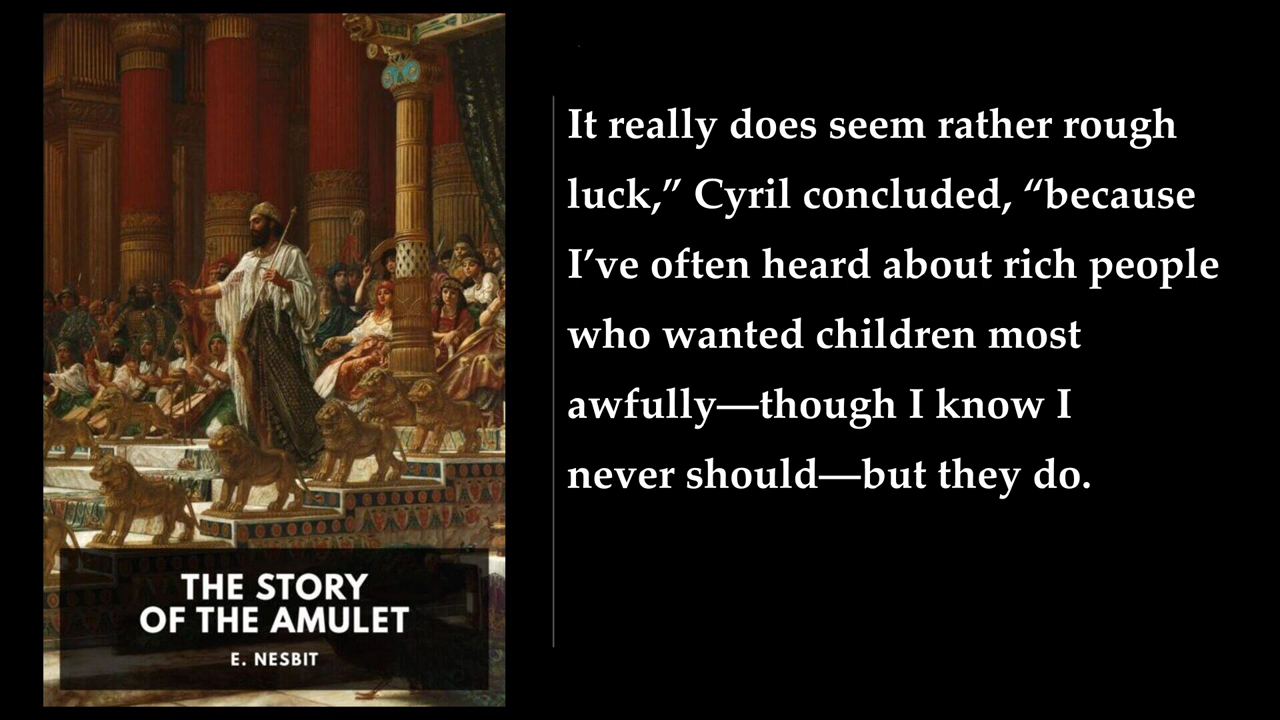 It really does seem rather rough
luck,” Cyril concluded, “because
I’ve often heard about rich people
who wanted children most
awfully—though I know I
never should—but they do.
THE STORY
OF THE AMULET
E. NESBIT